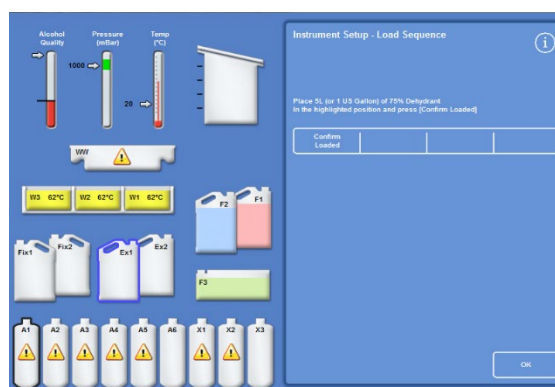 Alcohol
Quality
Pressure
(mBar)
Temp
(°C)
1000
20
WW
W3 62°C
W2 62°C
W1 62°C
F2
F1
Fix1
Fix2
Ex1
Ex2
F3
A1
A2
A3
A4
A5
A6
X1
X2
X3
Instrument Setup - Load Sequence
Place 5L (or 1 US Gallon) of 75% Dehydrant
In the highlighted position and press [Confirm Loaded]
Confirm
Loaded
OK